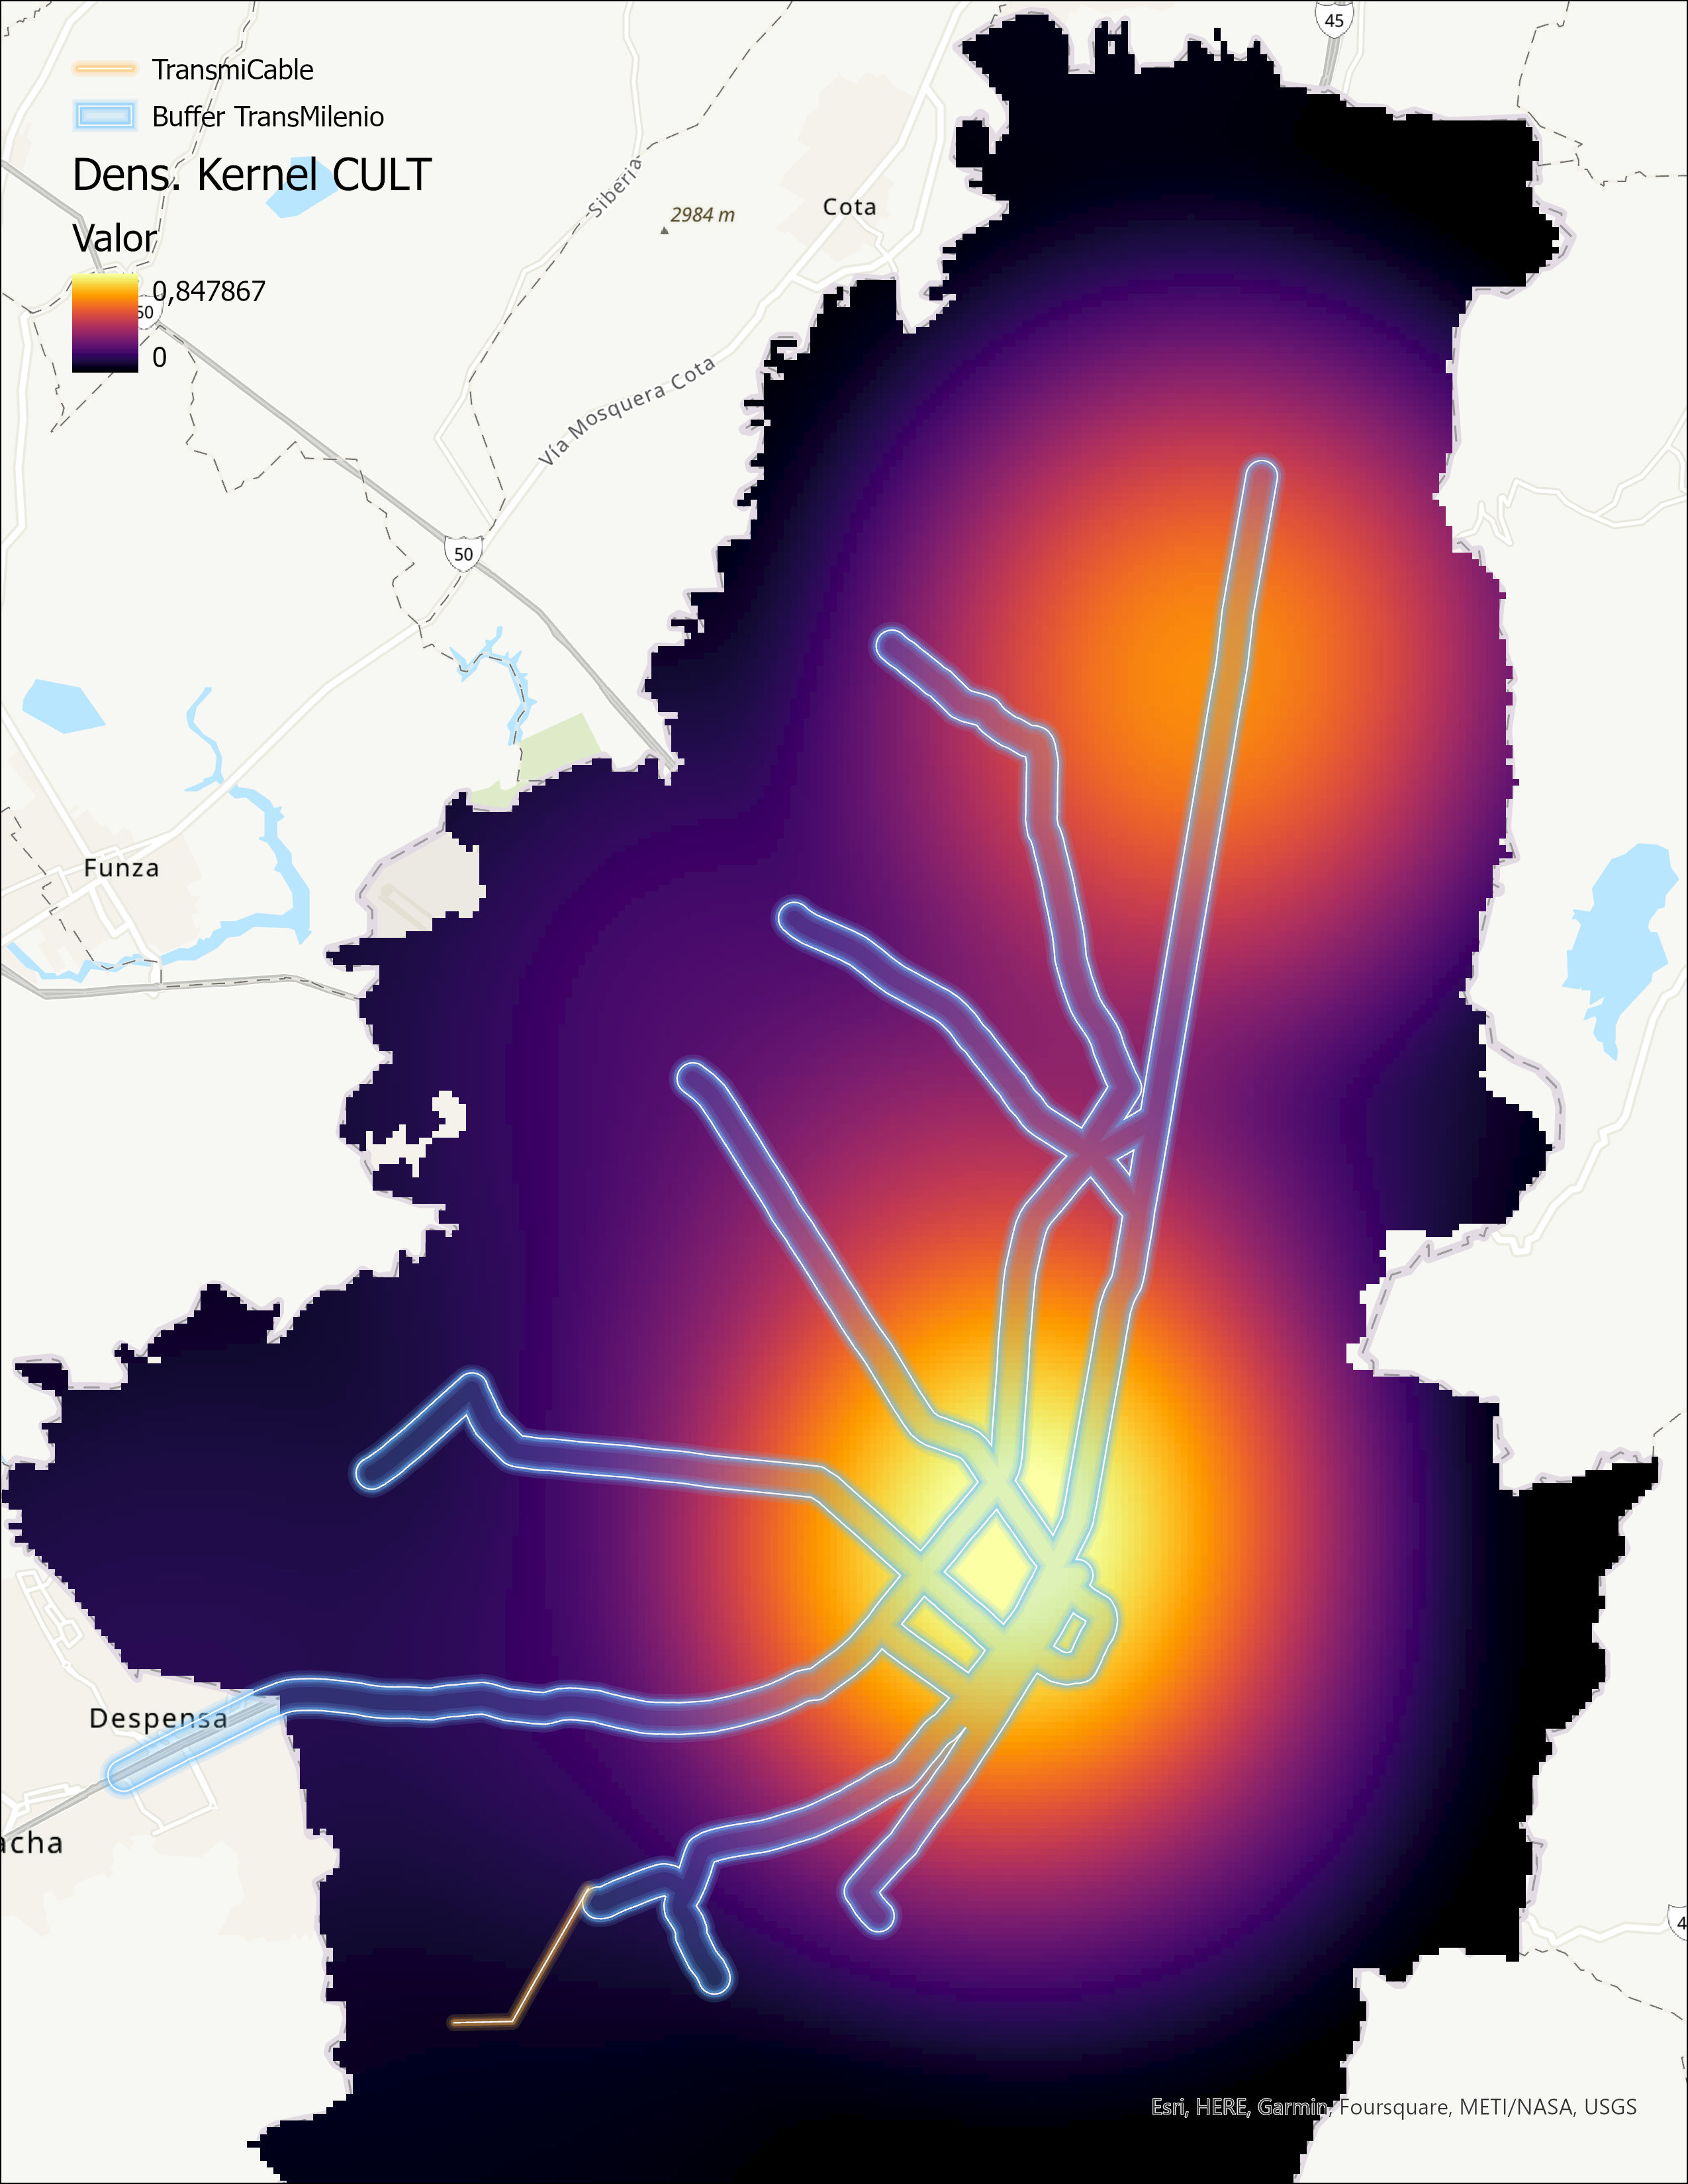 45
TransmiCable
Buffer TransMilenio
Dens. Kernel CULT
Valor
0,847867
50
0
Siberia
2984 m
Cota
Vía Mosquera Cota
50
Funza
Despensa
acha
4
Esri, HERE, Garmin, Foursquare, METI/NASA, USGS